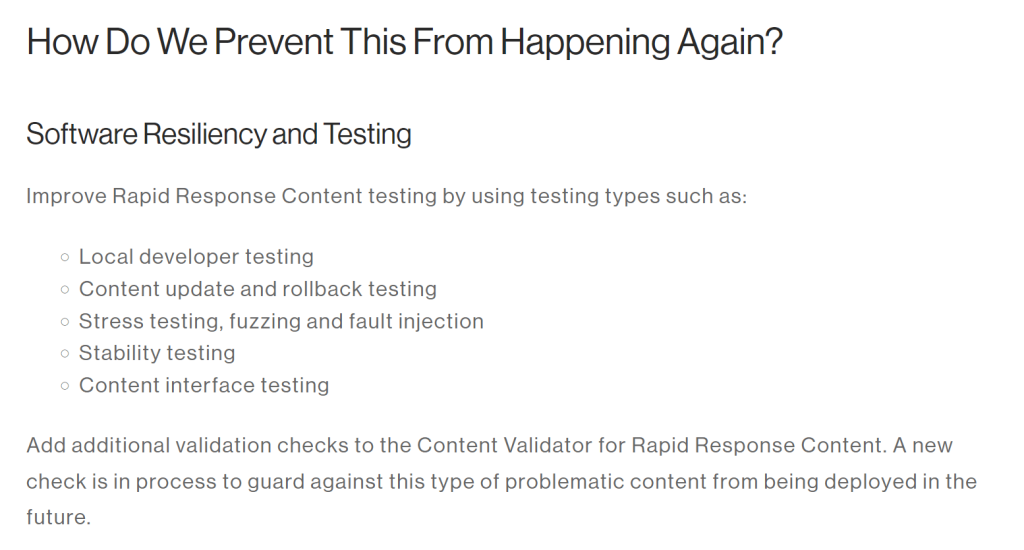 How Do We Prevent This From Happening Again?
Software Resiliency and Testing
Improve Rapid Response Content testing by using testing types such as:
Local developer testing
Content update and rollback testing
Stress testing, fuzzing and fault injection
Stability testing
Content interface testing
Add additional validation checks to the Content Validator for Rapid Response Content. A new
check is in process to guard against this type of problematic content from being deployed in the
future.